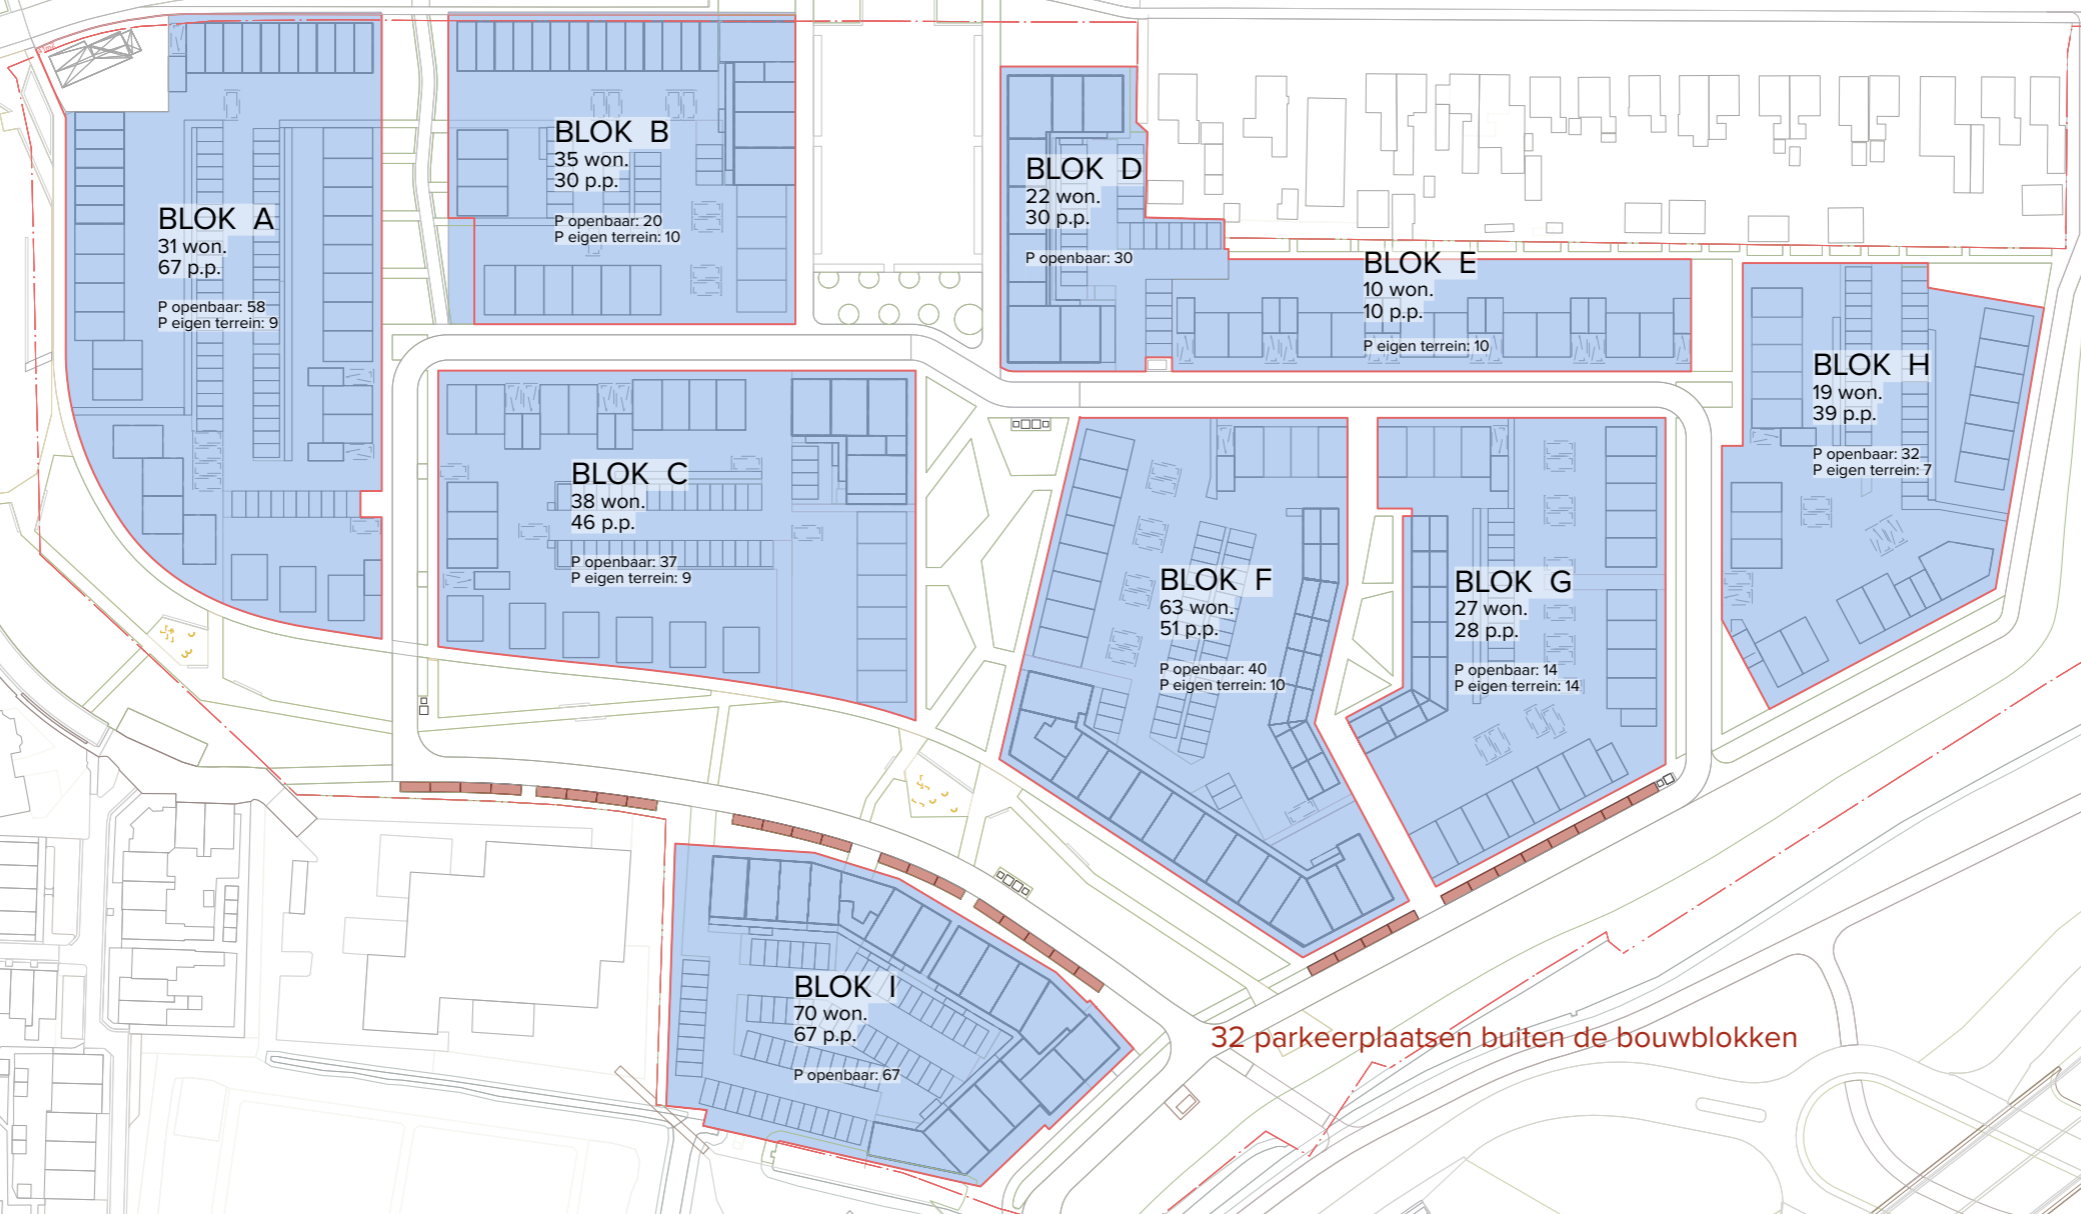 BLOK A
31 won.
67 p.p.
P openbaar: 58
P eigen terrein: 9
BLOK B
35 won.
30 p.p.
P openbaar: 20
P eigen terrein: 10
BLOK D
22 won.
30 p.p.
P openbaar: 30
BLOK E
10 won.
10 p.p.
P eigen terrein: 10
BLOK H
19 won.
39 p.p.
P openbaar: 32
P eigen terrein: 7
BLOK C
38 won.
46 p.p.
P openbaar: 37
P eigen terrein: 9
BLOK F
63 won.
51 p.p.
P openbaar: 40
P eigen terrein: 10
BLOK G
27 won.
28 p.p.
P openbaar: 14
P eigen terrein: 14
BLOK I
70 won.
67 p.p.
P openbaar: 67
32 parkeerplaatsen buiten de bouwblokken